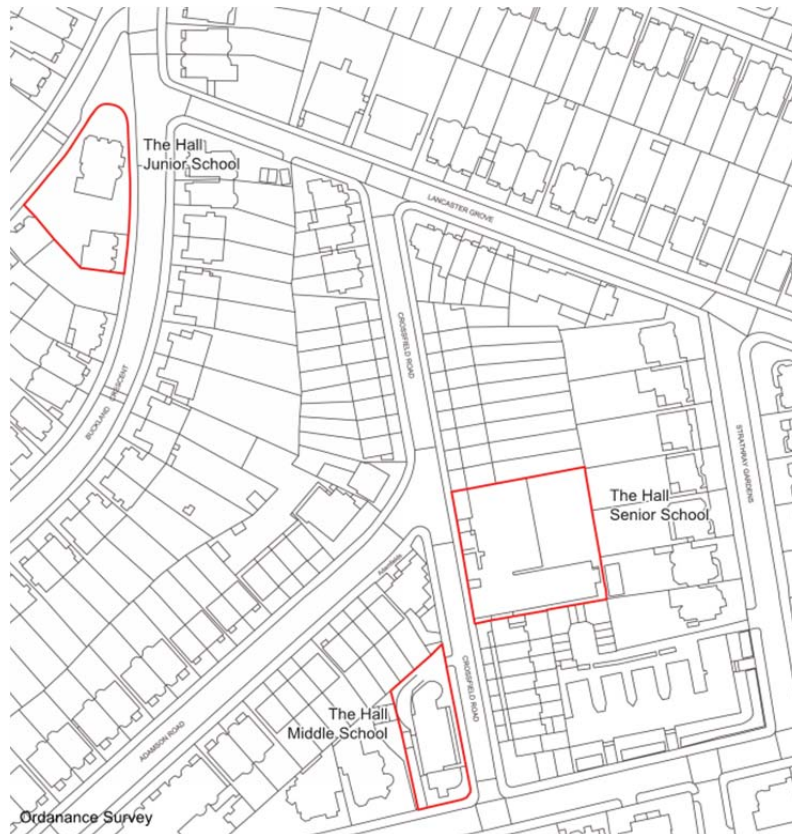 The Hall
Junior School
LANCASTER GROVE
CROSSFIELD ROAD
BUCKLAND CRESCENT
STRATHRAY GARDENS
The Hall
Senior School
CROSSFIELD ROAD
The Hall
Middle School
ADAMSON ROAD
Ordanance Survey